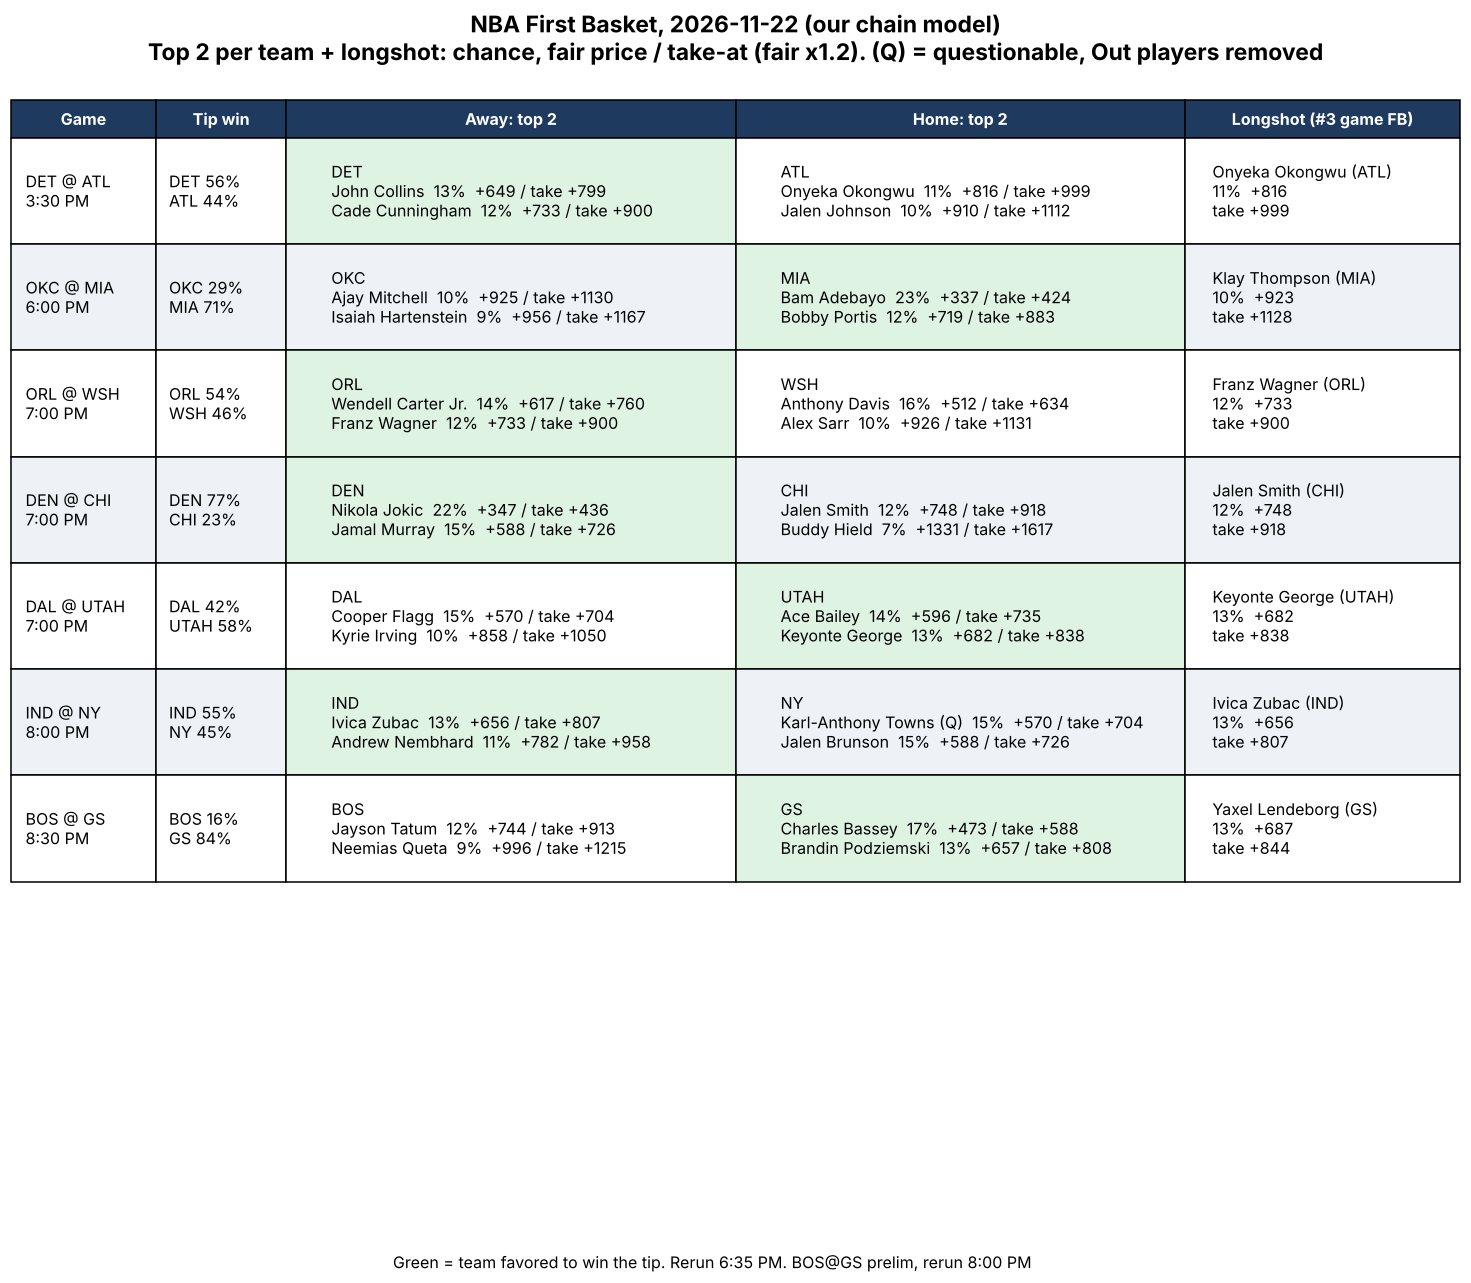 NBA First Basket, 2026-11-22 (our chain model)
Top 2 per team + longshot: chance, fair price / take-at (fair x1.2). (Q) = questionable, Out players removed
Game
Tip win
Away: top 2
Home: top 2
Longshot (#3 game FB)
DET @ ATL
3:30 PM
DET 56%
ATL 44%
DET
John Collins 13% +649 / take +799
Cade Cunningham 12% +733 / take +900
ATL
Onyeka Okongwu 11% +816 / take +999
Jalen Johnson 10% +910 / take +1112
Onyeka Okongwu (ATL)
11% +816
take +999
OKC @ MIA
6:00 PM
OKC 29%
MIA 71%
OKC
Ajay Mitchell 10% +925 / take +1130
Isaiah Hartenstein 9% +956 / take +1167
MIA
Bam Adebayo 23% +337 / take +424
Bobby Portis 12% +719 / take +883
Klay Thompson (MIA)
10% +923
take +1128
ORL @ WSH
7:00 PM
ORL 54%
WSH 46%
ORL
Wendell Carter Jr. 14% +617 / take +760
Franz Wagner 12% +733 / take +900
WSH
Anthony Davis 16% +512 / take +634
Alex Sarr 10% +926 / take +1131
Franz Wagner (ORL)
12% +733
take +900
DEN @ CHI
7:00 PM
DEN 77%
CHI 23%
DEN
Nikola Jokic 22% +347 / take +436
Jamal Murray 15% +588 / take +726
CHI
Jalen Smith 12% +748 / take +918
Buddy Hield 7% +1331 / take +1617
Jalen Smith (CHI)
12% +748
take +918
DAL @ UTAH
7:00 PM
DAL 42%
UTAH 58%
DAL
Cooper Flagg 15% +570 / take +704
Kyrie Irving 10% +858 / take +1050
UTAH
Ace Bailey 14% +596 / take +735
Keyonte George 13% +682 / take +838
Keyonte George (UTAH)
13% +682
take +838
IND @ NY
8:00 PM
IND 55%
NY 45%
IND
Ivica Zubac 13% +656 / take +807
Andrew Nembhard 11% +782 / take +958
NY
Karl-Anthony Towns (Q) 15% +570 / take +704
Jalen Brunson 15% +588 / take +726
Ivica Zubac (IND)
13% +656
take +807
BOS @ GS
8:30 PM
BOS 16%
GS 84%
BOS
Jayson Tatum 12% +744 / take +913
Neemias Queta 9% +996 / take +1215
GS
Charles Bassey 17% +473 / take +588
Brandin Podziemski 13% +657 / take +808
Yaxel Lendeborg (GS)
13% +687
take +844
Green = team favored to win the tip. Rerun 6:35 PM. BOS@GS prelim, rerun 8:00 PM